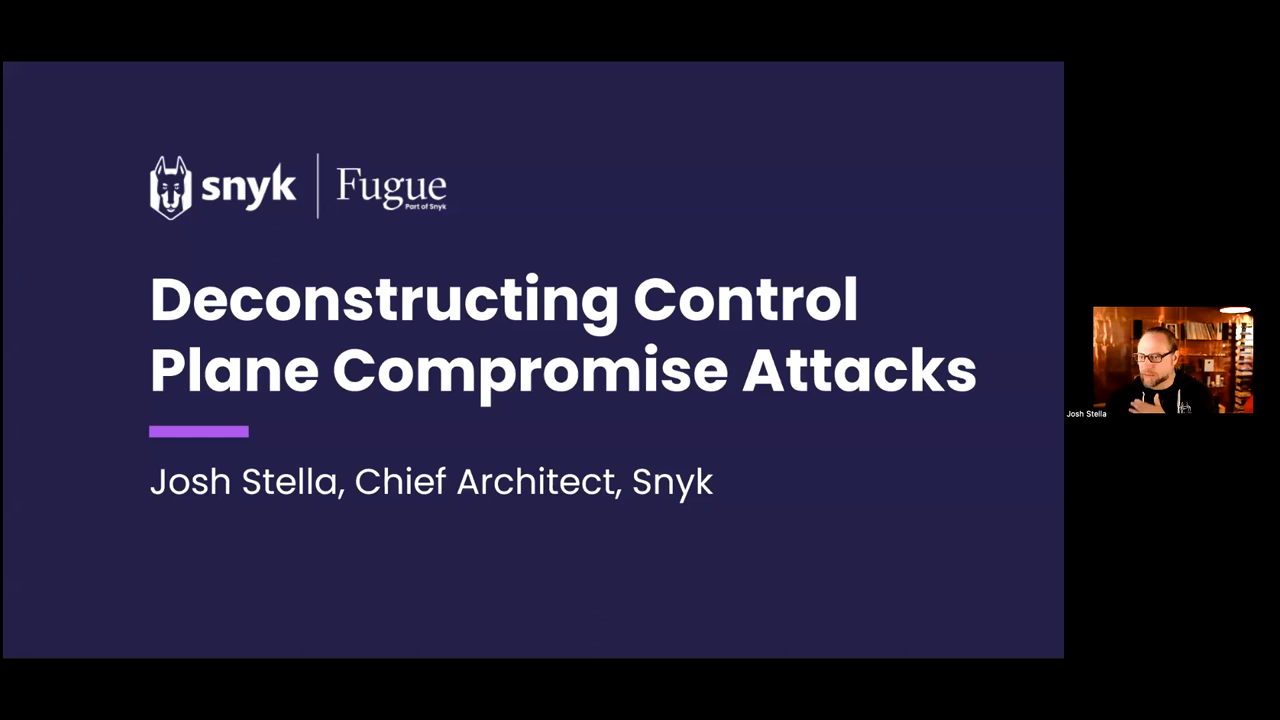 snyk
Fugue
Part of Snyk
Deconstructing Control
Plane Compromise Attacks
Josh Stella, Chief Architect, Snyk
Josh Stella